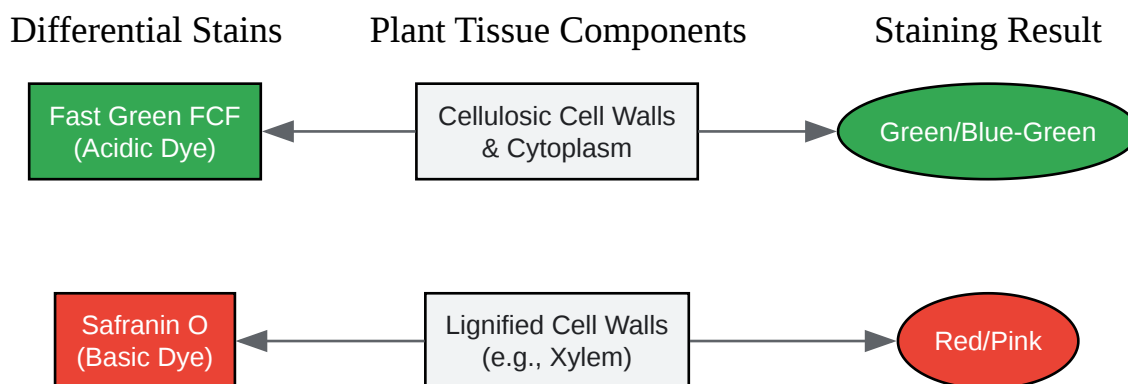 Differential Stains
Plant Tissue Components
Staining Result
Fast Green FCF
(Acidic Dye)
Cellulosic Cell Walls
& Cytoplasm
Green/Blue-Green
Safranin O
(Basic Dye)
Lignified Cell Walls
(e.g., Xylem)
Red/Pink